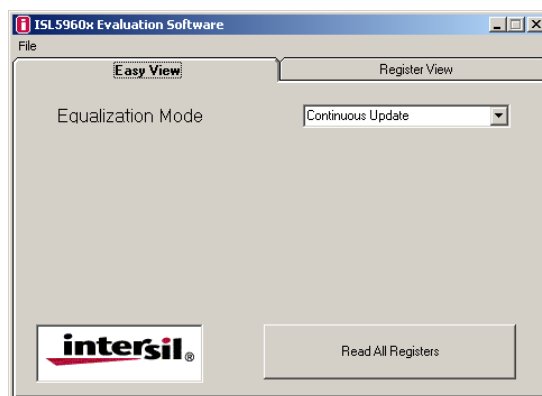 ISL5960x Evaluation Software
File
Easy View Register View
Equalization Mode Continuous Update
intersil® Read All Registers